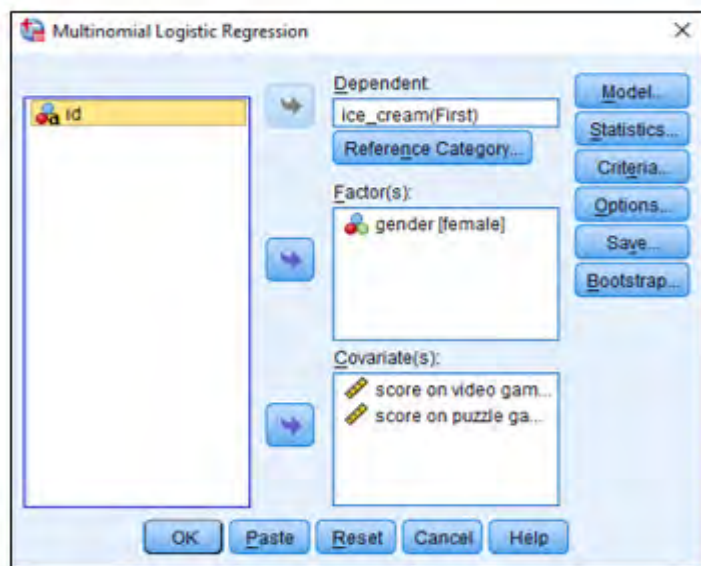 Multinomial Logistic Regression
id
Dependent:
ice_cream(First)
Reference Category...
Factor(s):
gender [female]
Covariate(s):
score on video gam...
score on puzzle ga...
Model...
Statistics...
Criteria...
Options...
Save...
Bootstrap...
OK Paste Reset Cancel Help